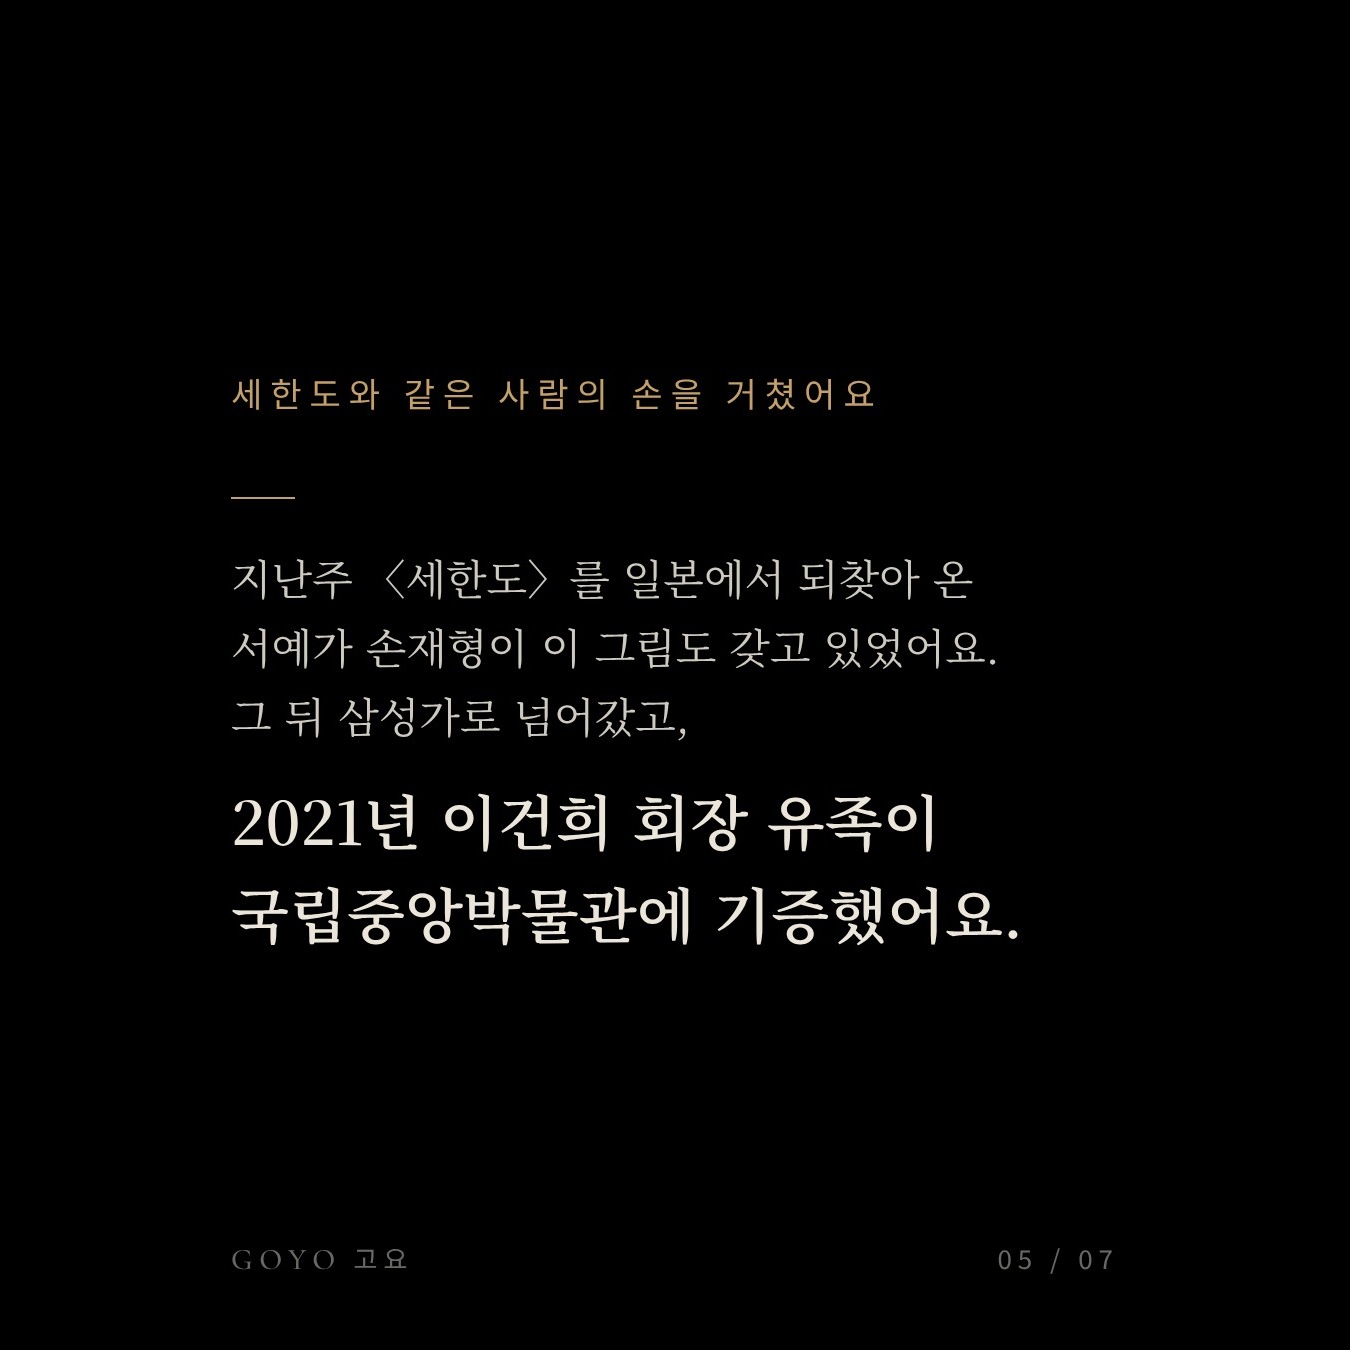 세한도와 같은 사람의 손을 거쳤어요
지난주 〈세한도〉를 일본에서 되찾아 온
서예가 손재형이 이 그림도 갖고 있었어요.
그 뒤 삼성가로 넘어갔고,
2021년 이건희 회장 유족이
국립중앙박물관에 기증했어요.
GOYO 고요
05 / 07